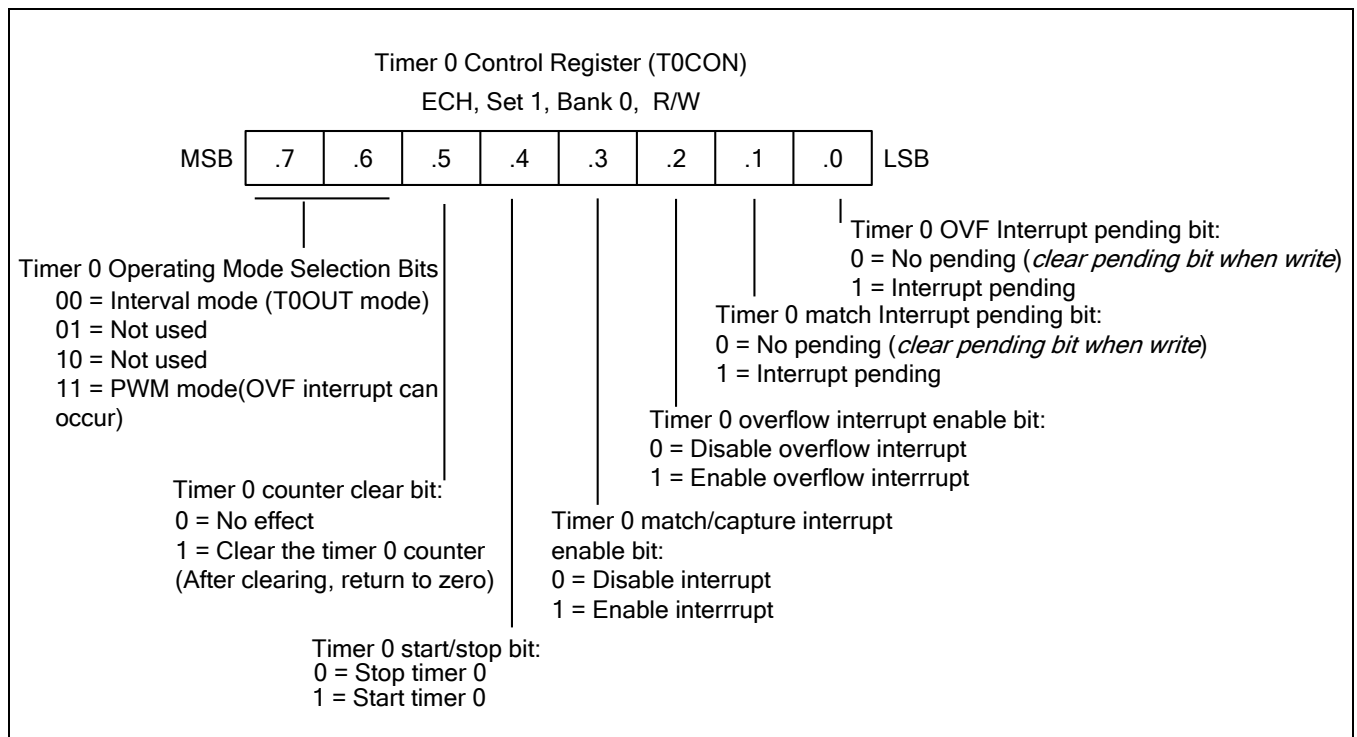 Timer 0 Control Register (T0CON)
ECH, Set 1, Bank 0, R/W
MSB .7 .6 .5 .4 .3 .2 .1 .0 LSB
Timer 0 OVF Interrupt pending bit:
0 = No pending (clear pending bit when write)
1 = Interrupt pending
Timer 0 Operating Mode Selection Bits
00 = Interval mode (T0OUT mode)
01 = Not used
10 = Not used
11 = PWM mode(OVF interrupt can
occur)
Timer 0 match Interrupt pending bit:
0 = No pending (clear pending bit when write)
1 = Interrupt pending
Timer 0 overflow interrupt enable bit:
0 = Disable overflow interrupt
1 = Enable overflow interrrupt
Timer 0 counter clear bit:
0 = No effect
1 = Clear the timer 0 counter
(After clearing, return to zero)
Timer 0 match/capture interrupt
enable bit:
0 = Disable interrupt
1 = Enable interrrupt
Timer 0 start/stop bit:
0 = Stop timer 0
1 = Start timer 0